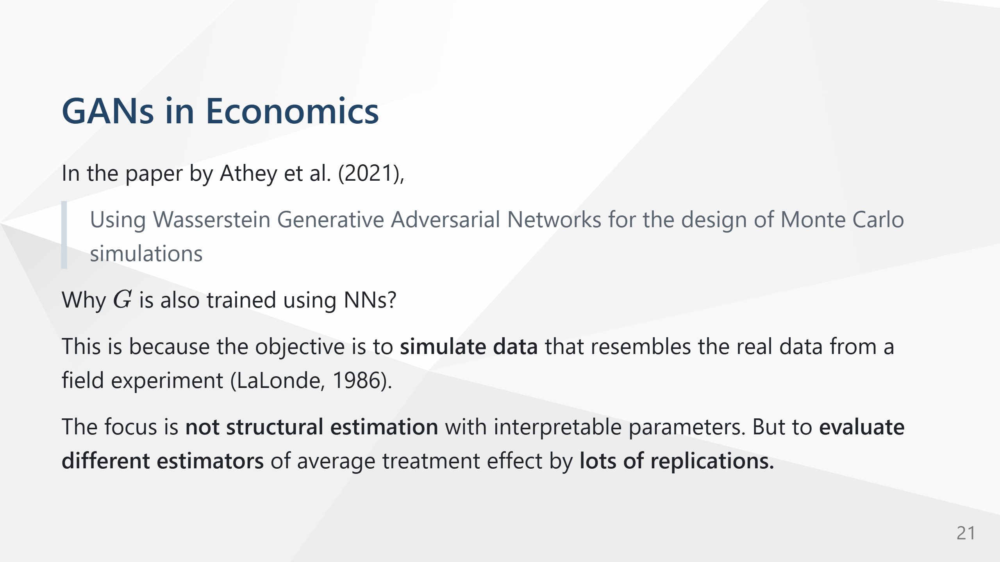 GANs in Economics
In the paper by Athey et al. (2021),
Using Wasserstein Generative Adversarial Networks for the design of Monte Carlo
simulations
Why G is also trained using NNs?
This is because the objective is to simulate data that resembles the real data from a
field experiment (LaLonde, 1986).
The focus is not structural estimation with interpretable parameters. But to evaluate
different estimators of average treatment effect by lots of replications.
21